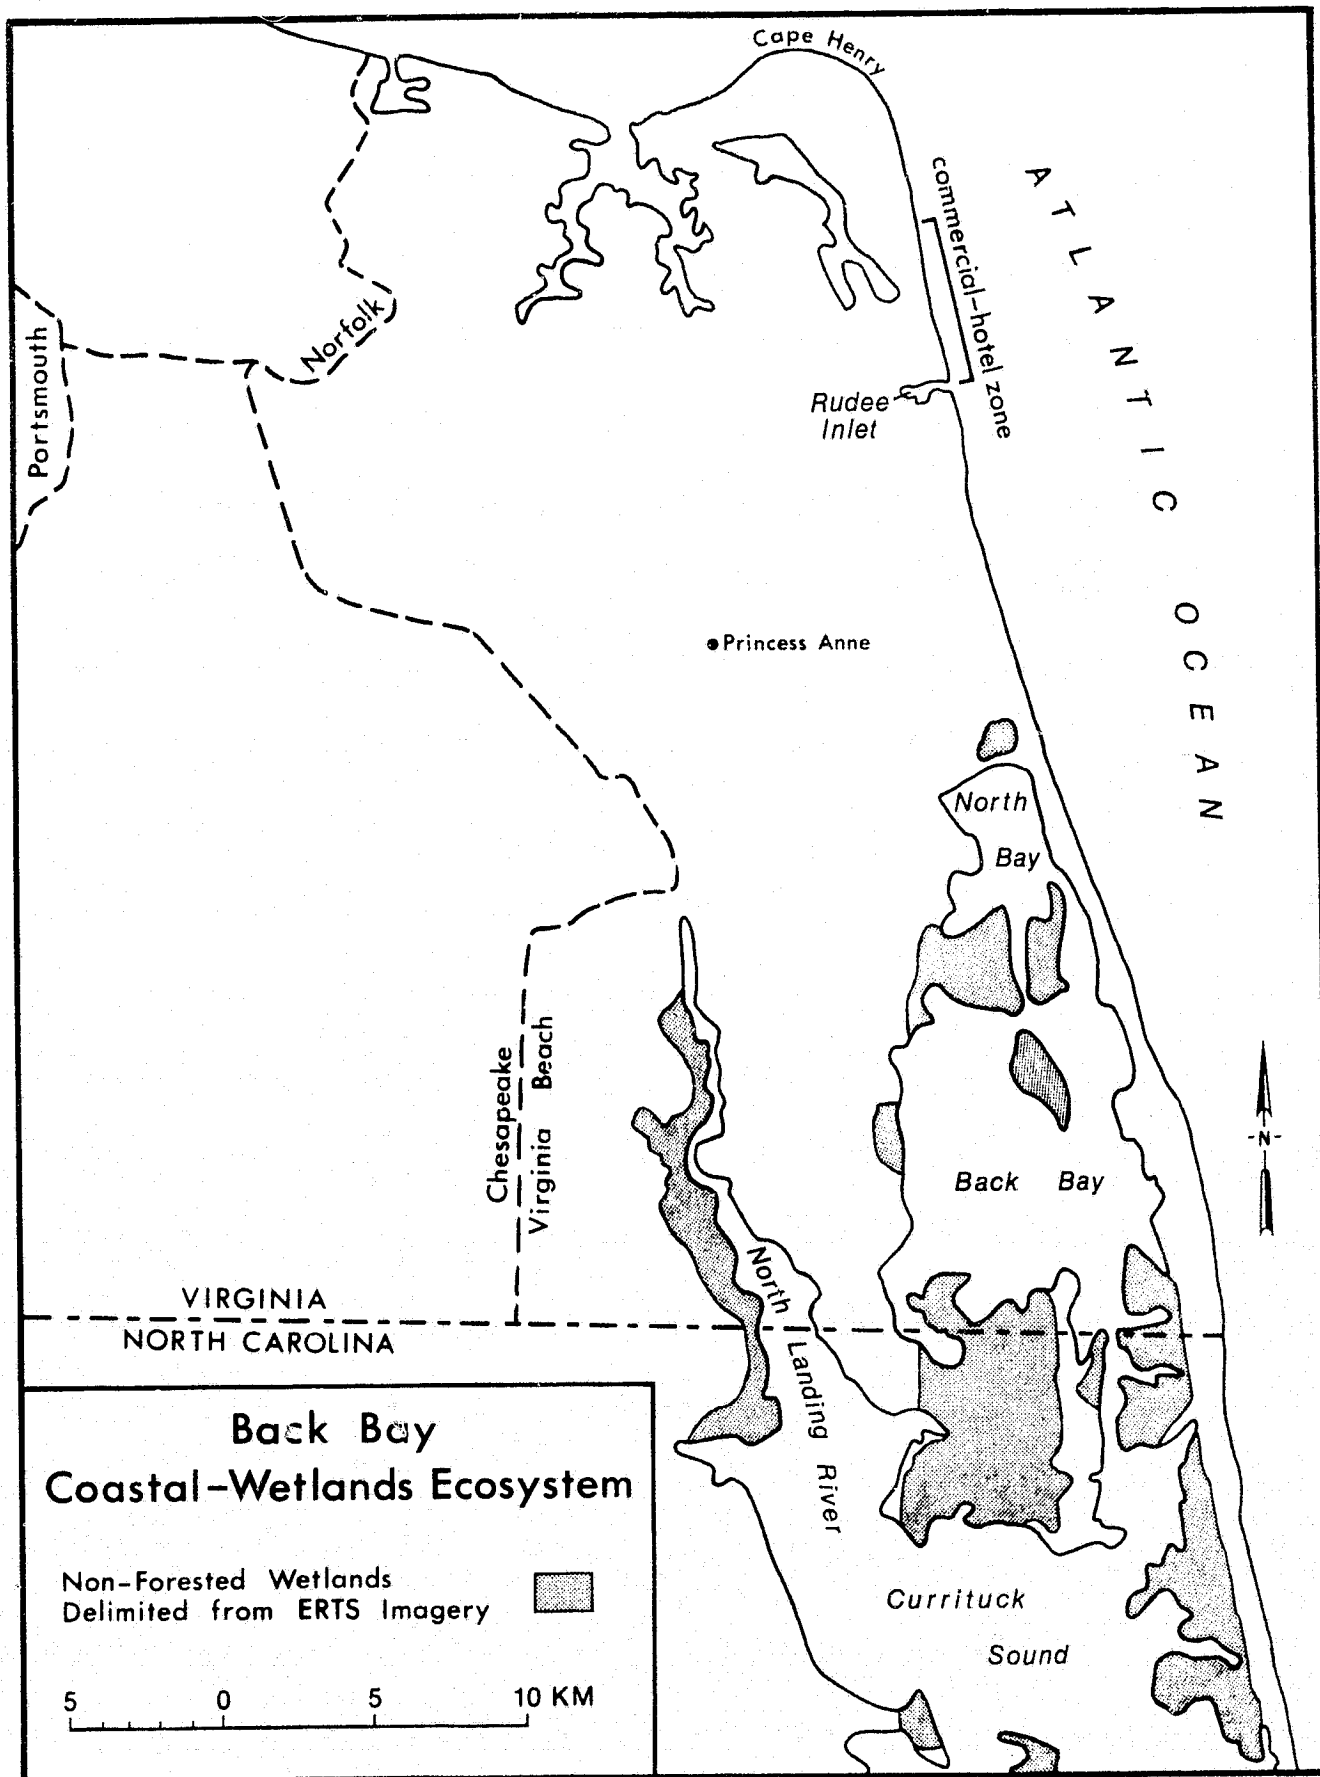 Cape Henry
ATLANTIC OCEAN
commercial-hotel zone
Norfolk
Portsmouth
Rudee
Inlet
Princess Anne
North
Bay
Chesapeake
Virginia Beach
-N-
Back Bay
North Landing River
VIRGINIA
NORTH CAROLINA
Back Bay
Coastal-Wetlands Ecosystem
Non-Forested Wetlands
Delimited from ERTS Imagery
5 0 5 10 KM
Currituck
Sound